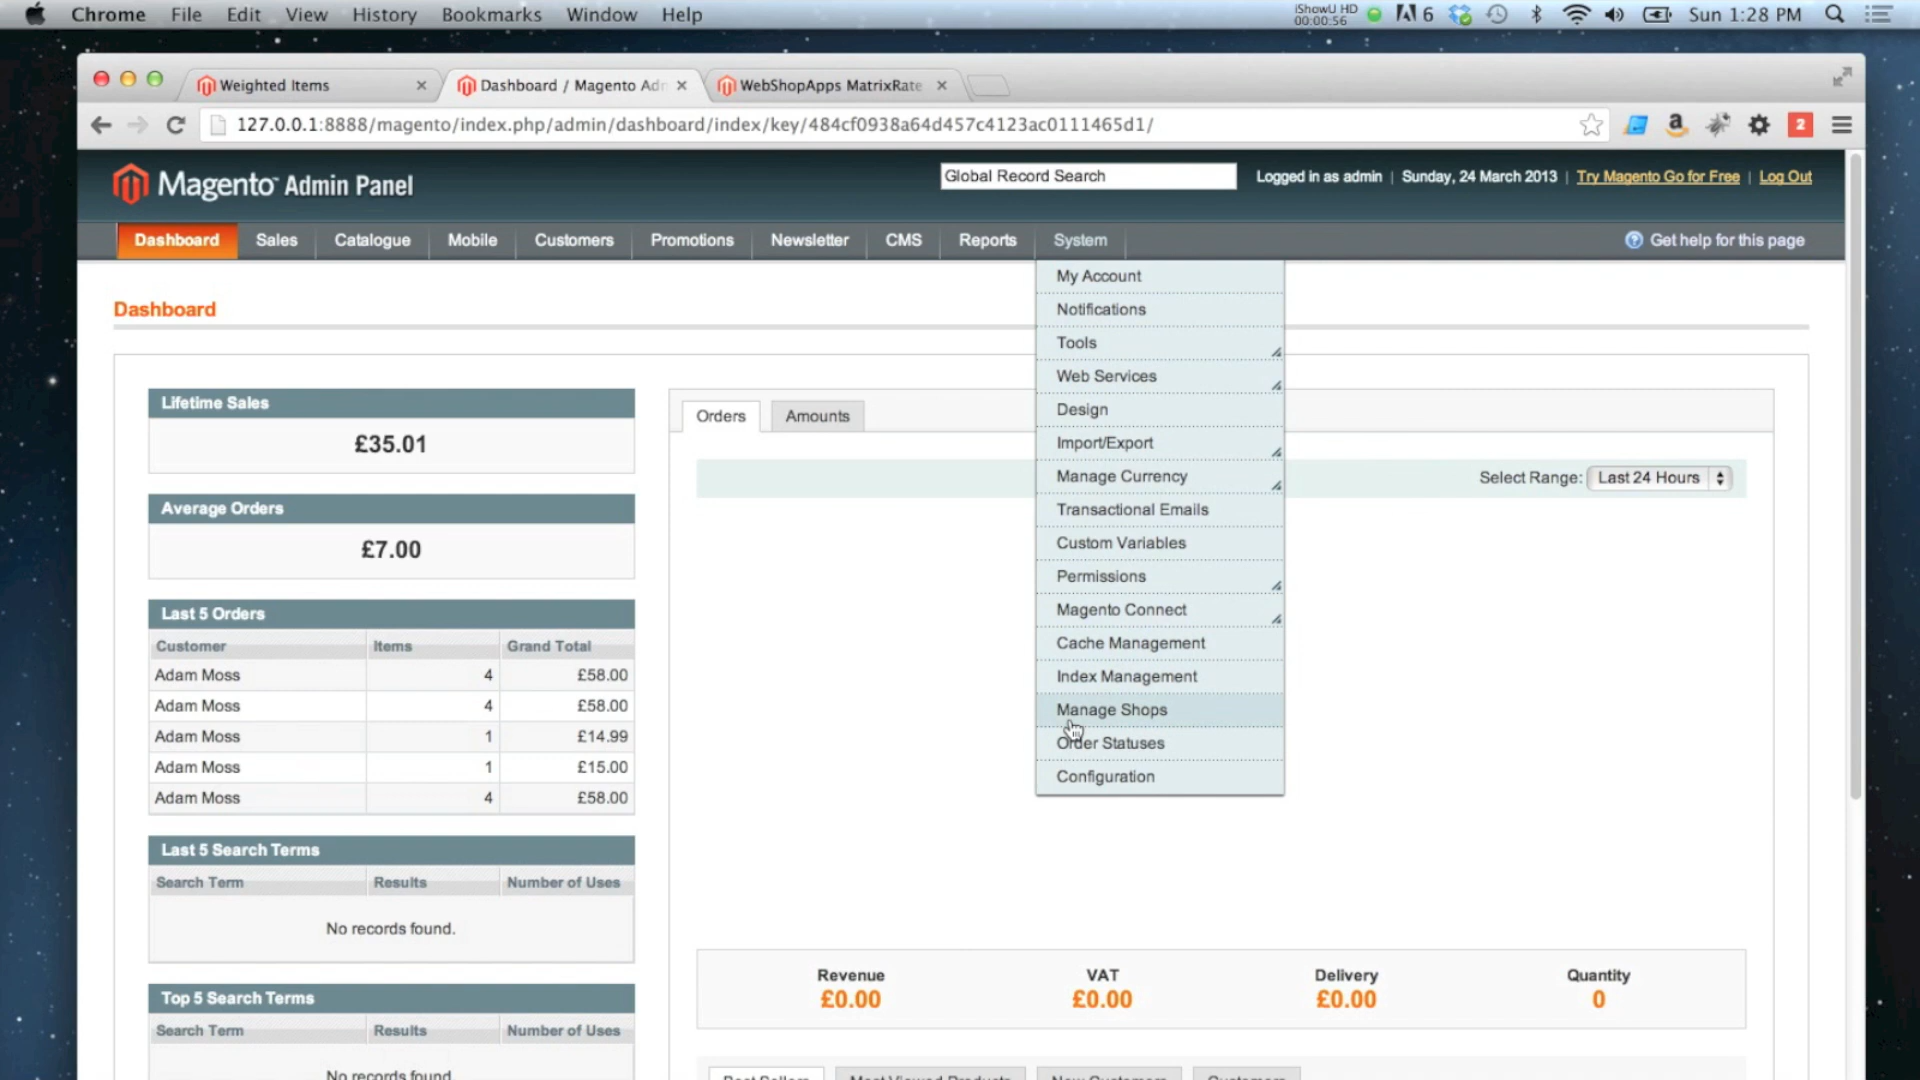 Chrome File Edit View History Bookmarks Window Help
iShowU HD
00:00:56
6
Sun 1:28 PM
Weighted Items
Dashboard / Magento Adn
WebShopApps MatrixRate
127.0.0.1:8888/magento/index.php/admin/dashboard/index/key/484cf0938a64d457c4123ac0111465d1/
2
Magento Admin Panel
Global Record Search
Logged in as admin | Sunday, 24 March 2013 | Try Magento Go for Free | Log Out
Dashboard Sales Catalogue Mobile Customers Promotions Newsletter CMS Reports System
Get help for this page
My Account
Notifications
Tools
Web Services
Design
Import/Export
Manage Currency
Transactional Emails
Custom Variables
Permissions
Magento Connect
Cache Management
Index Management
Manage Shops
Order Statuses
Configuration
Dashboard
Lifetime Sales
£35.01
Average Orders
£7.00
Last 5 Orders
Customer Items Grand Total
Adam Moss 4 £58.00
Adam Moss 4 £58.00
Adam Moss 1 £14.99
Adam Moss 1 £15.00
Adam Moss 4 £58.00
Last 5 Search Terms
Search Term Results Number of Uses
No records found.
Top 5 Search Terms
Search Term Results Number of Uses
No records found.
Orders Amounts
Select Range: Last 24 Hours
Revenue VAT Delivery Quantity
£0.00 £0.00 £0.00 0
Best Sellers Most Viewed Products New Customers Customers